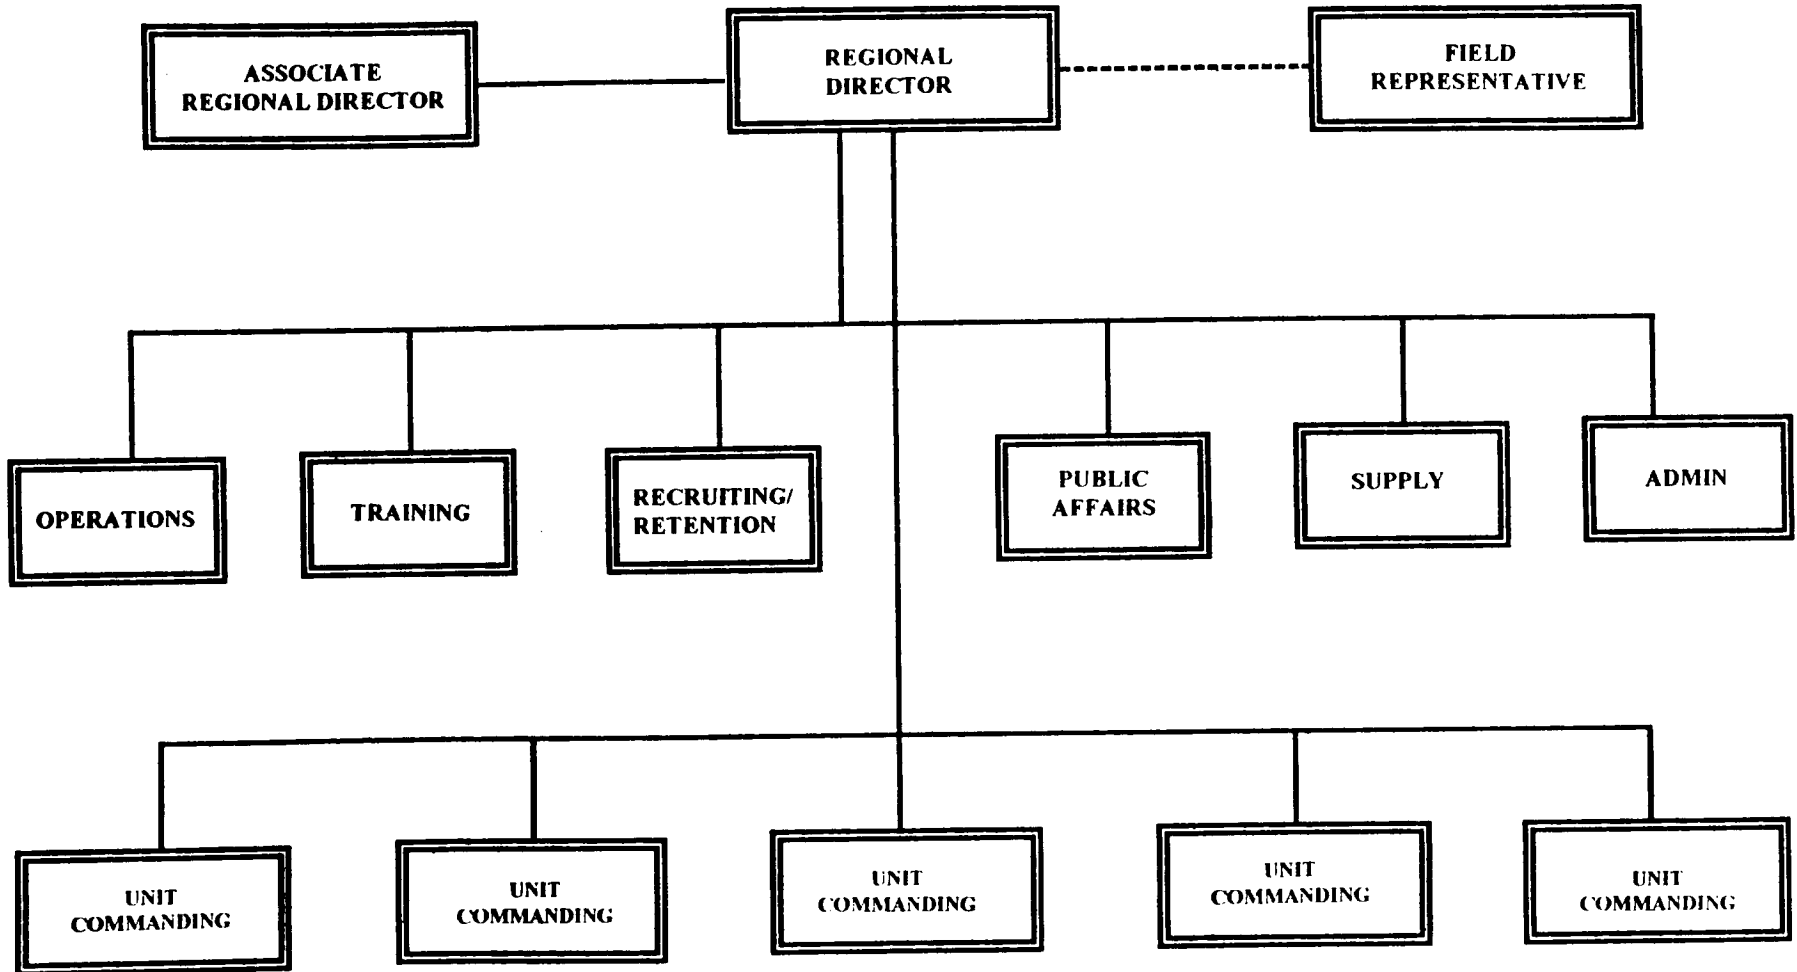 ASSOCIATE
REGIONAL DIRECTOR
REGIONAL
DIRECTOR
FIELD
REPRESENTATIVE
OPERATIONS
TRAINING
RECRUITING/
RETENTION
PUBLIC
AFFAIRS
SUPPLY
ADMIN
UNIT
COMMANDING
UNIT
COMMANDING
UNIT
COMMANDING
UNIT
COMMANDING
UNIT
COMMANDING